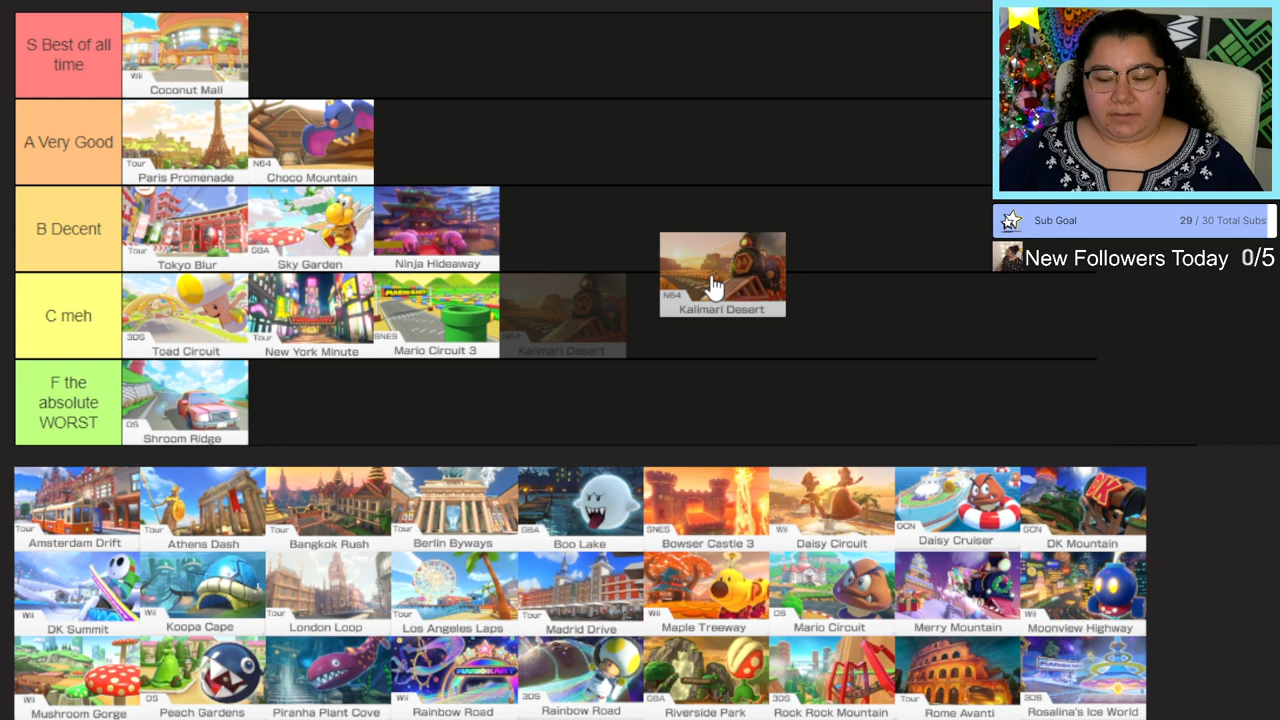 S Best of all
time
Wii
Coconut Mall
A Very Good
Tour
Paris Promenade
N64
Choco Mountain
B Decent
Tour
Tokyo Blur
GBA
Sky Garden
Ninja Hideaway
N64
Kalimari Desert
C meh
3DS
Toad Circuit
Tour
New York Minute
SNES
Mario Circuit 3
N64
Kalimari Desert
F the
absolute
WORST
DS
Shroom Ridge
Sub Goal
29 / 30 Total Subs
New Followers Today 0/5
Tour
Amsterdam Drift
Tour
Athens Dash
Tour
Bangkok Rush
Tour
Berlin Byways
GBA
Boo Lake
SNES
Bowser Castle 3
Wii
Daisy Circuit
GCN
Daisy Cruiser
GCN
DK Mountain
Wii
DK Summit
Wii
Koopa Cape
Tour
London Loop
Tour
Los Angeles Laps
Tour
Madrid Drive
Wii
Maple Treeway
DS
Mario Circuit
Merry Mountain
Wii
Moonview Highway
Wii
Mushroom Gorge
DS
Peach Gardens
Piranha Plant Cove
Wii
MARIOKART
Rainbow Road
3DS
Rainbow Road
GBA
Riverside Park
3DS
Rock Rock Mountain
Tour
Rome Avanti
3DS
Rosalina's Ice World